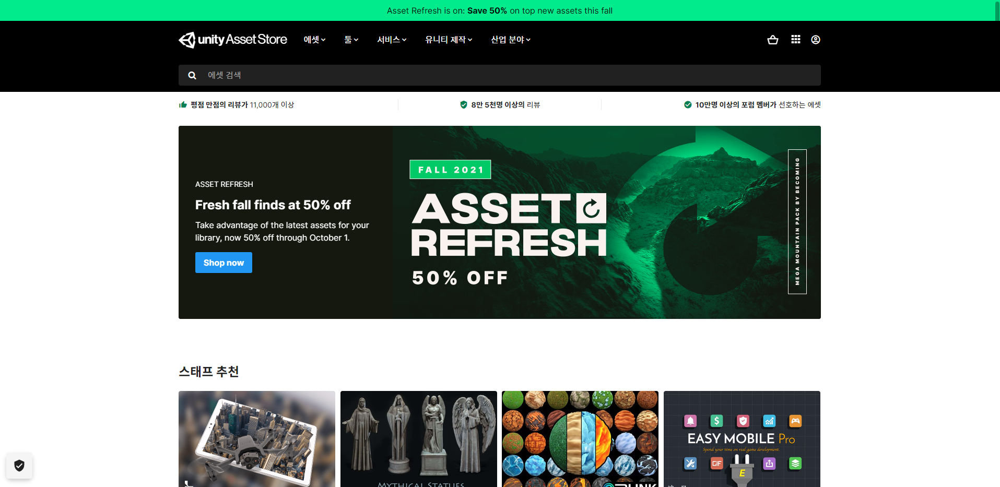 Asset Refresh is on: Save 50% on top new assets this fall
unity Asset Store
에셋
툴
서비스
유니티 제작
산업 분야
에셋 검색
평점 만점의 리뷰가 11,000개 이상
8만 5천명 이상의 리뷰
10만명 이상의 포럼 멤버가 선호하는 에셋
ASSET REFRESH
Fresh fall finds at 50% off
Take advantage of the latest assets for your
library, now 50% off through October 1.
Shop now
FALL 2021
ASSET
REFRESH
50% OFF
MEGA MOUNTAIN PACK BY BECOMING
스태프 추천
MYTHICAL STATUES
EASY MOBILE Pro
Spend your time on real game development.
GIF
E